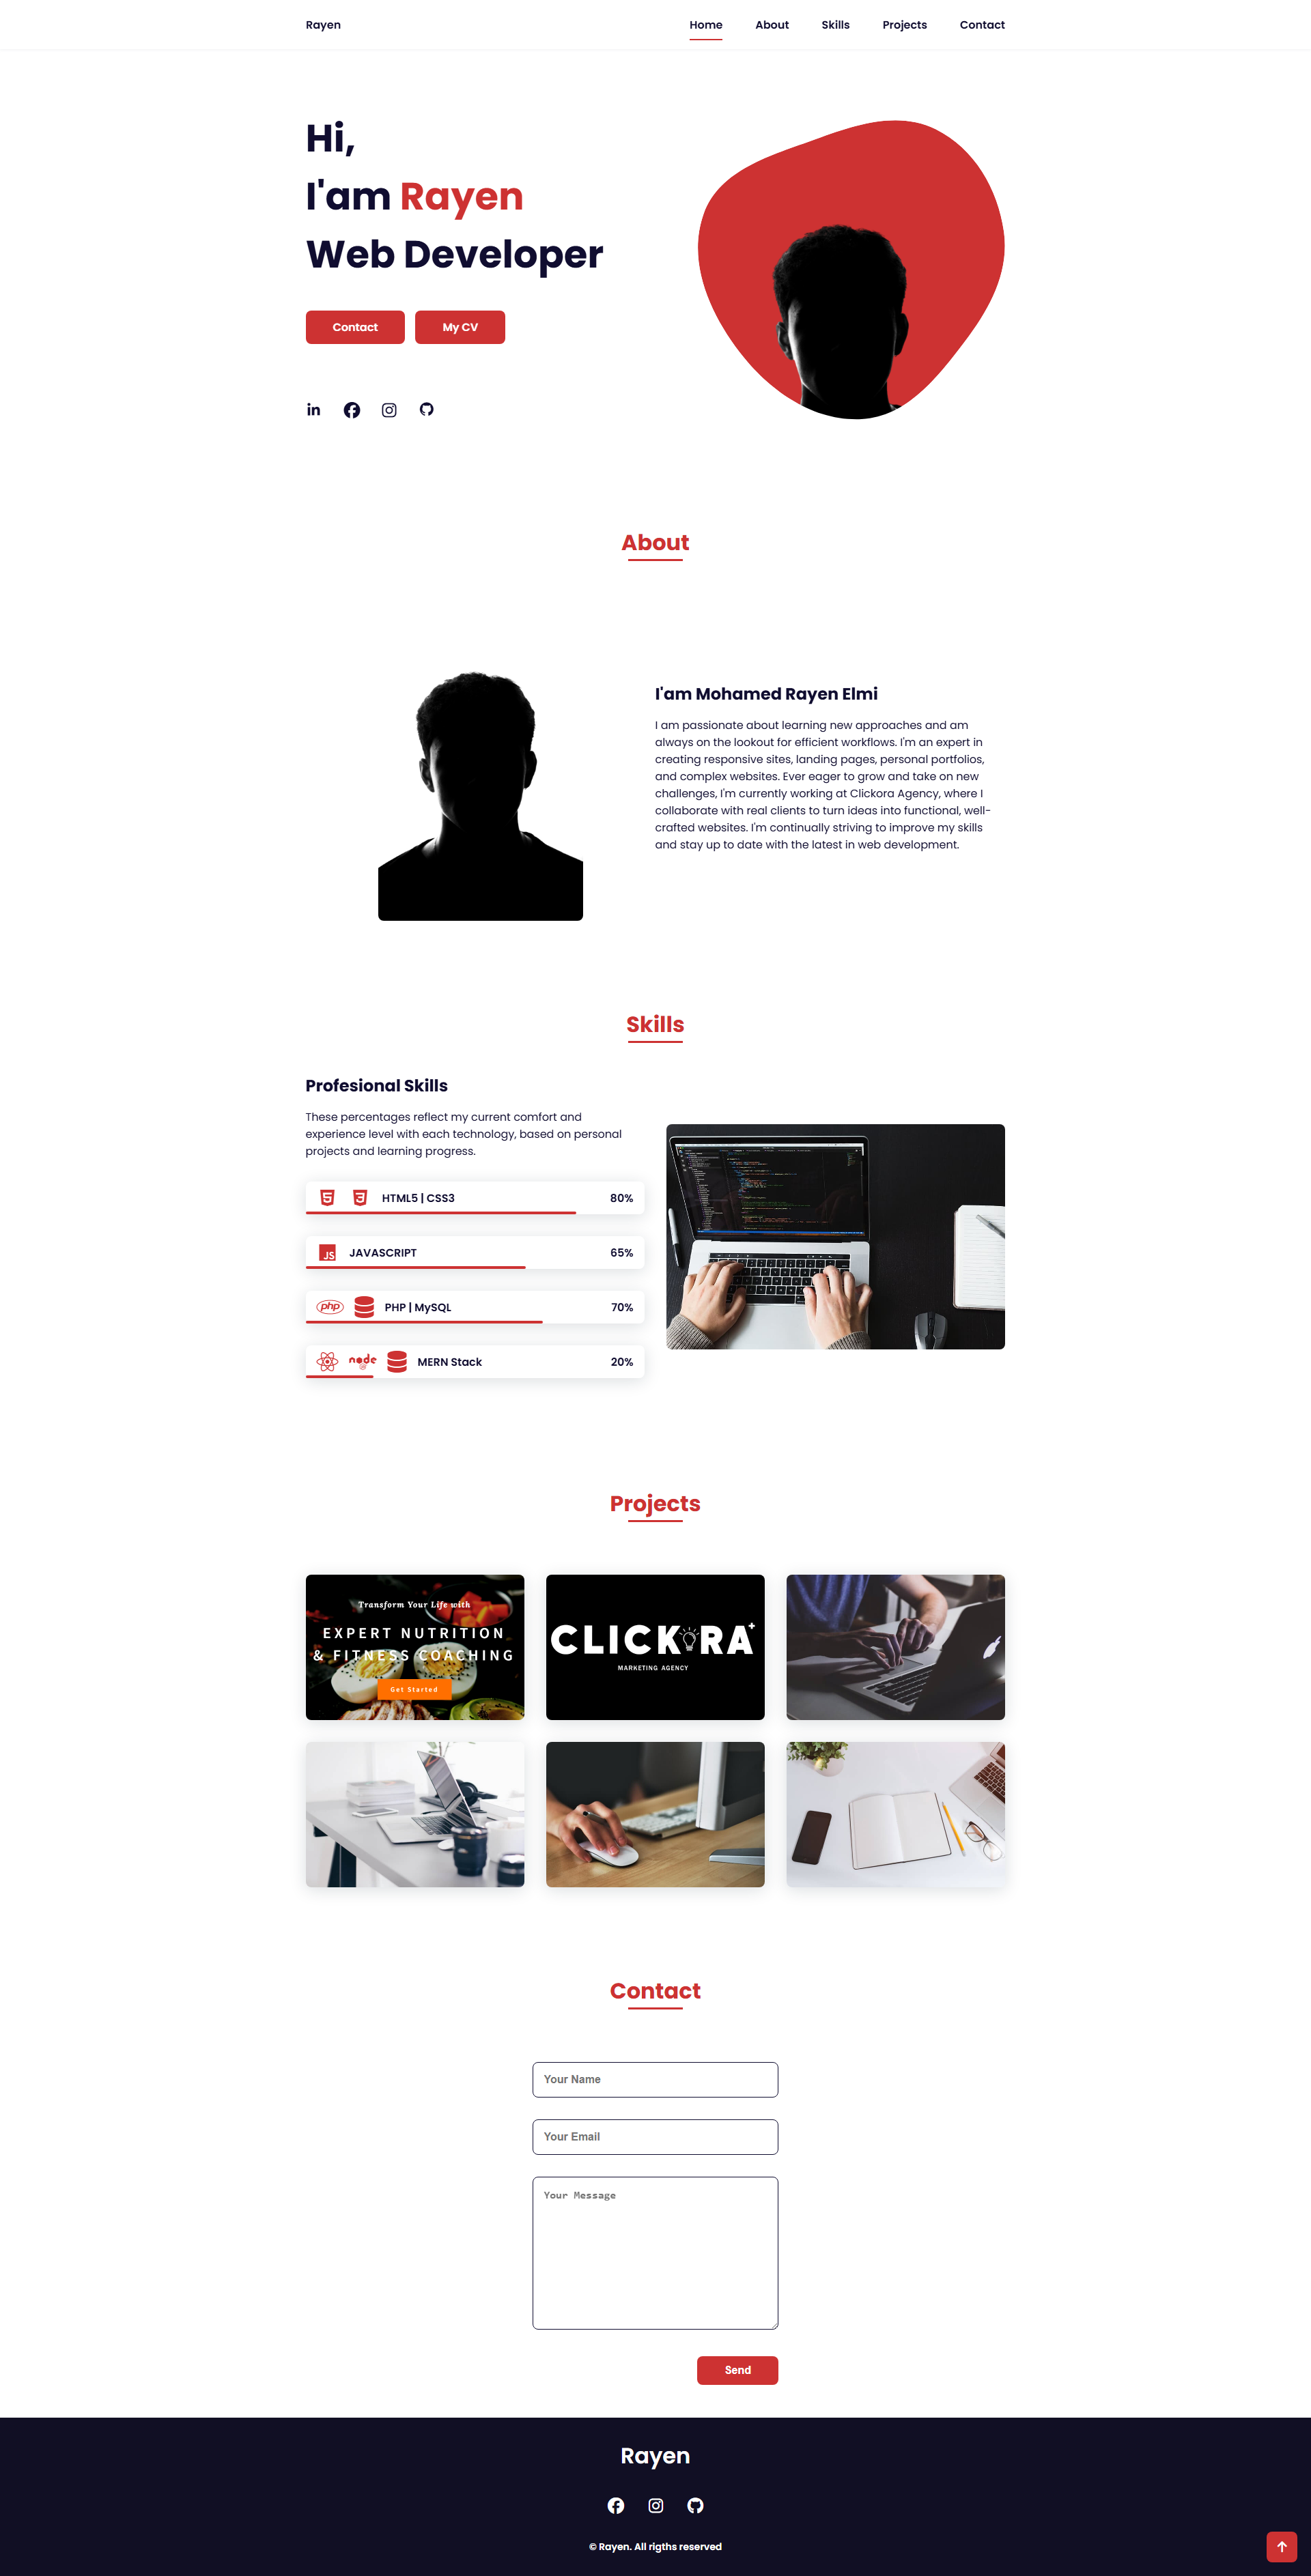 Rayen
Home
About
Skills
Projects
Contact
Hi,
I'am Rayen
Web Developer
Contact
My CV
in
About
I'am Mohamed Rayen Elmi
I am passionate about learning new approaches and am
always on the lookout for efficient workflows. I'm an expert in
creating responsive sites, landing pages, personal portfolios,
and complex websites. Ever eager to grow and take on new
challenges, I'm currently working at Clickora Agency, where I
collaborate with real clients to turn ideas into functional, well-
crafted websites. I'm continually striving to improve my skills
and stay up to date with the latest in web development.
Skills
Profesional Skills
These percentages reflect my current comfort and
experience level with each technology, based on personal
projects and learning progress.
HTML5 | CSS3
80%
JS
JAVASCRIPT
65%
php
PHP | MySQL
70%
node
MERN Stack
20%
Projects
Transform Your Life with
EXPERT NUTRITION
& FITNESS COACHING
Get Started
CLICKORA+
MARKETING AGENCY
Contact
Your Name
Your Email
Your Message
Send
Rayen
© Rayen. All rigths reserved